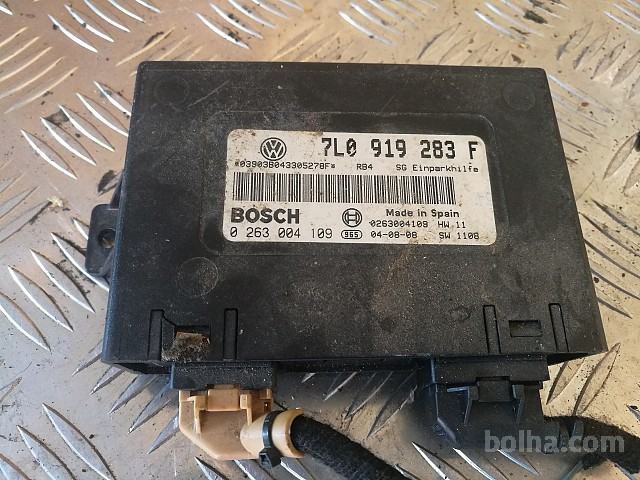 7L0 919 283 F
*03903B043305278F* RB4 SG Einparkhilfe
BOSCH
Made in Spain
0263004109 HW 11
0 263 004 109 965 04-08-08 SW 1108
bolha.com